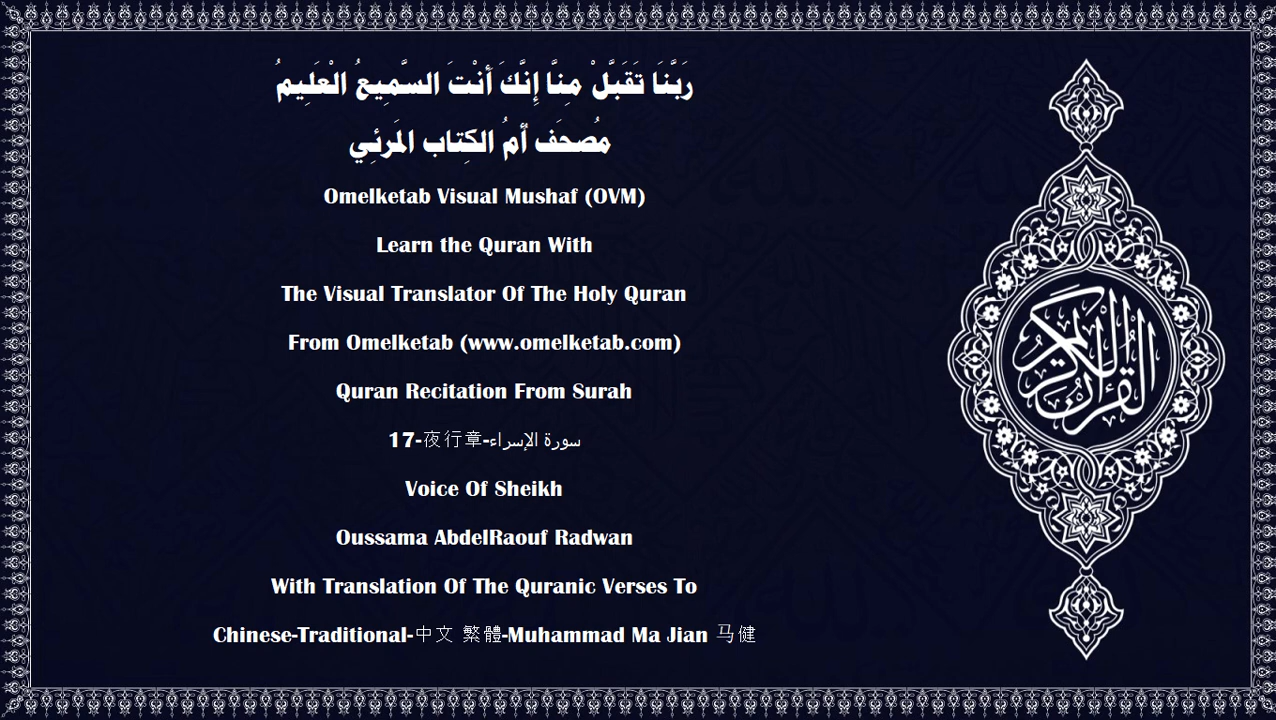 رَبَّنَا تَقَبَّلْ مِنَّا إِنَّكَ أَنْتَ السَّمِيعُ الْعَلِيمُ
مُصحَف أمُ الكِتاب المَرئِي
Omelketab Visual Mushaf (OVM)
Learn the Quran With
The Visual Translator Of The Holy Quran
From Omelketab (www.omelketab.com)
Quran Recitation From Surah
17-夜行章-سورة الإسراء
Voice Of Sheikh
Oussama AbdelRaouf Radwan
With Translation Of The Quranic Verses To
Chinese-Traditional-中文 繁體-Muhammad Ma Jian 马健
القرآن الكريم